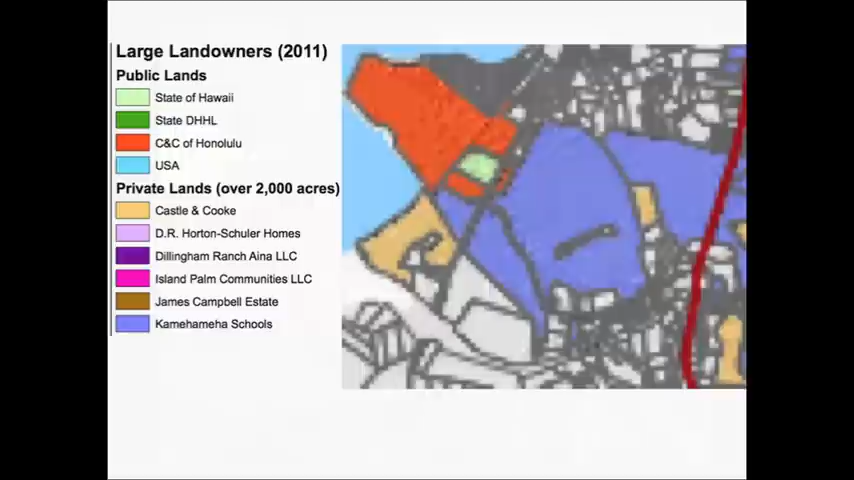 Large Landowners (2011)
Public Lands
State of Hawaii
State DHHL
C&C of Honolulu
USA
Private Lands (over 2,000 acres)
Castle & Cooke
D.R. Horton-Schuler Homes
Dillingham Ranch Aina LLC
Island Palm Communities LLC
James Campbell Estate
Kamehameha Schools